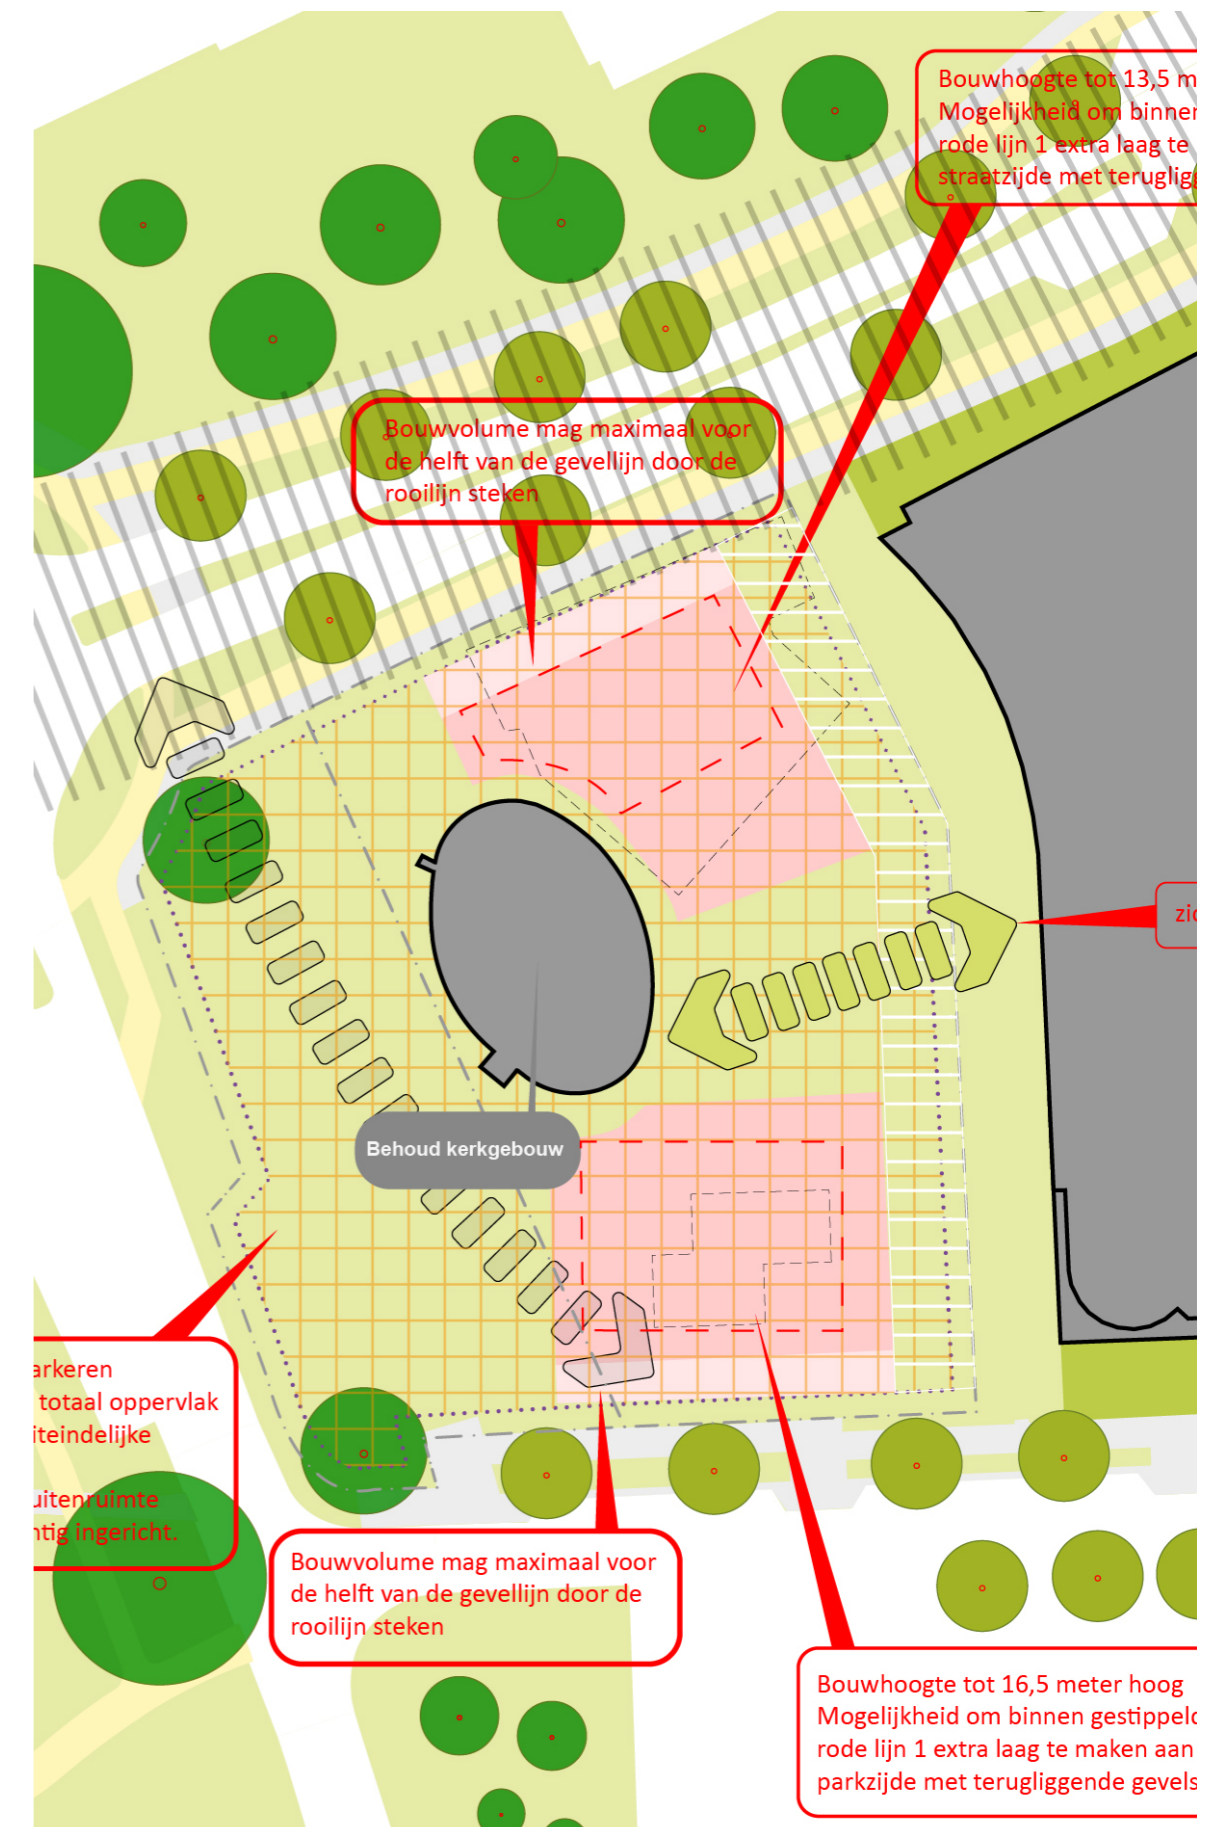 Bouwhoogte tot 13,5 m
Mogelijkheid om binnen
rode lijn 1 extra laag te
straatzijde met terugligg
Bouwvolume mag maximaal voor
de helft van de gevellijn door de
rooilijn steken
zic
Behoud kerkgebouw
arkeren
totaal oppervlak
iteindelijke
uitenruimte
htig ingericht.
Bouwvolume mag maximaal voor
de helft van de gevellijn door de
rooilijn steken
Bouwhoogte tot 16,5 meter hoog
Mogelijkheid om binnen gestippeld
rode lijn 1 extra laag te maken aan
parkzijde met terugliggende gevels